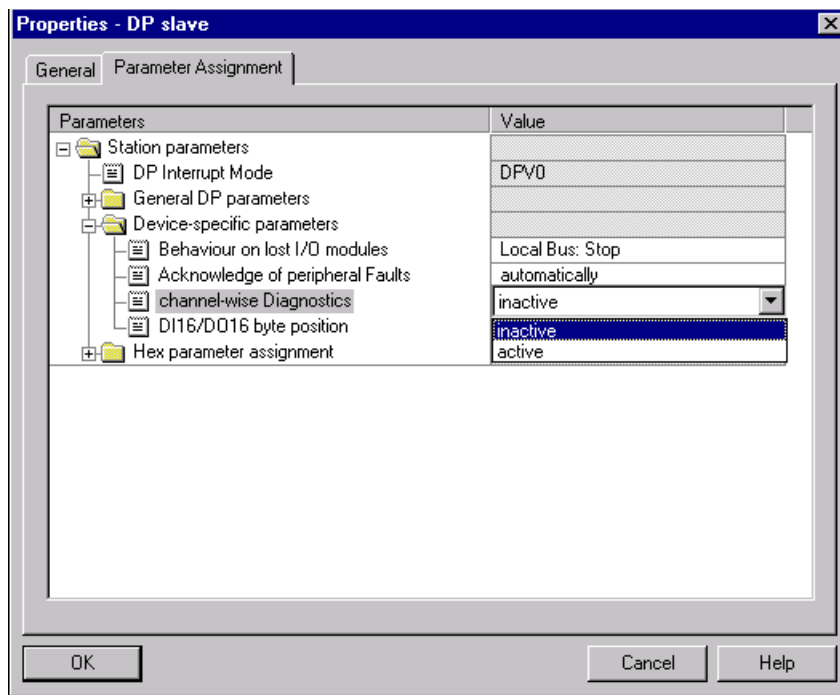 Properties - DP slave
General Parameter Assignment
Parameters Value
Station parameters
DP Interrupt Mode DPV0
General DP parameters
Device-specific parameters
Behaviour on lost I/O modules Local Bus: Stop
Acknowledge of peripheral Faults automatically
channel-wise Diagnostics inactive
DI16/DO16 byte position inactive
Hex parameter assignment active
OK Cancel Help